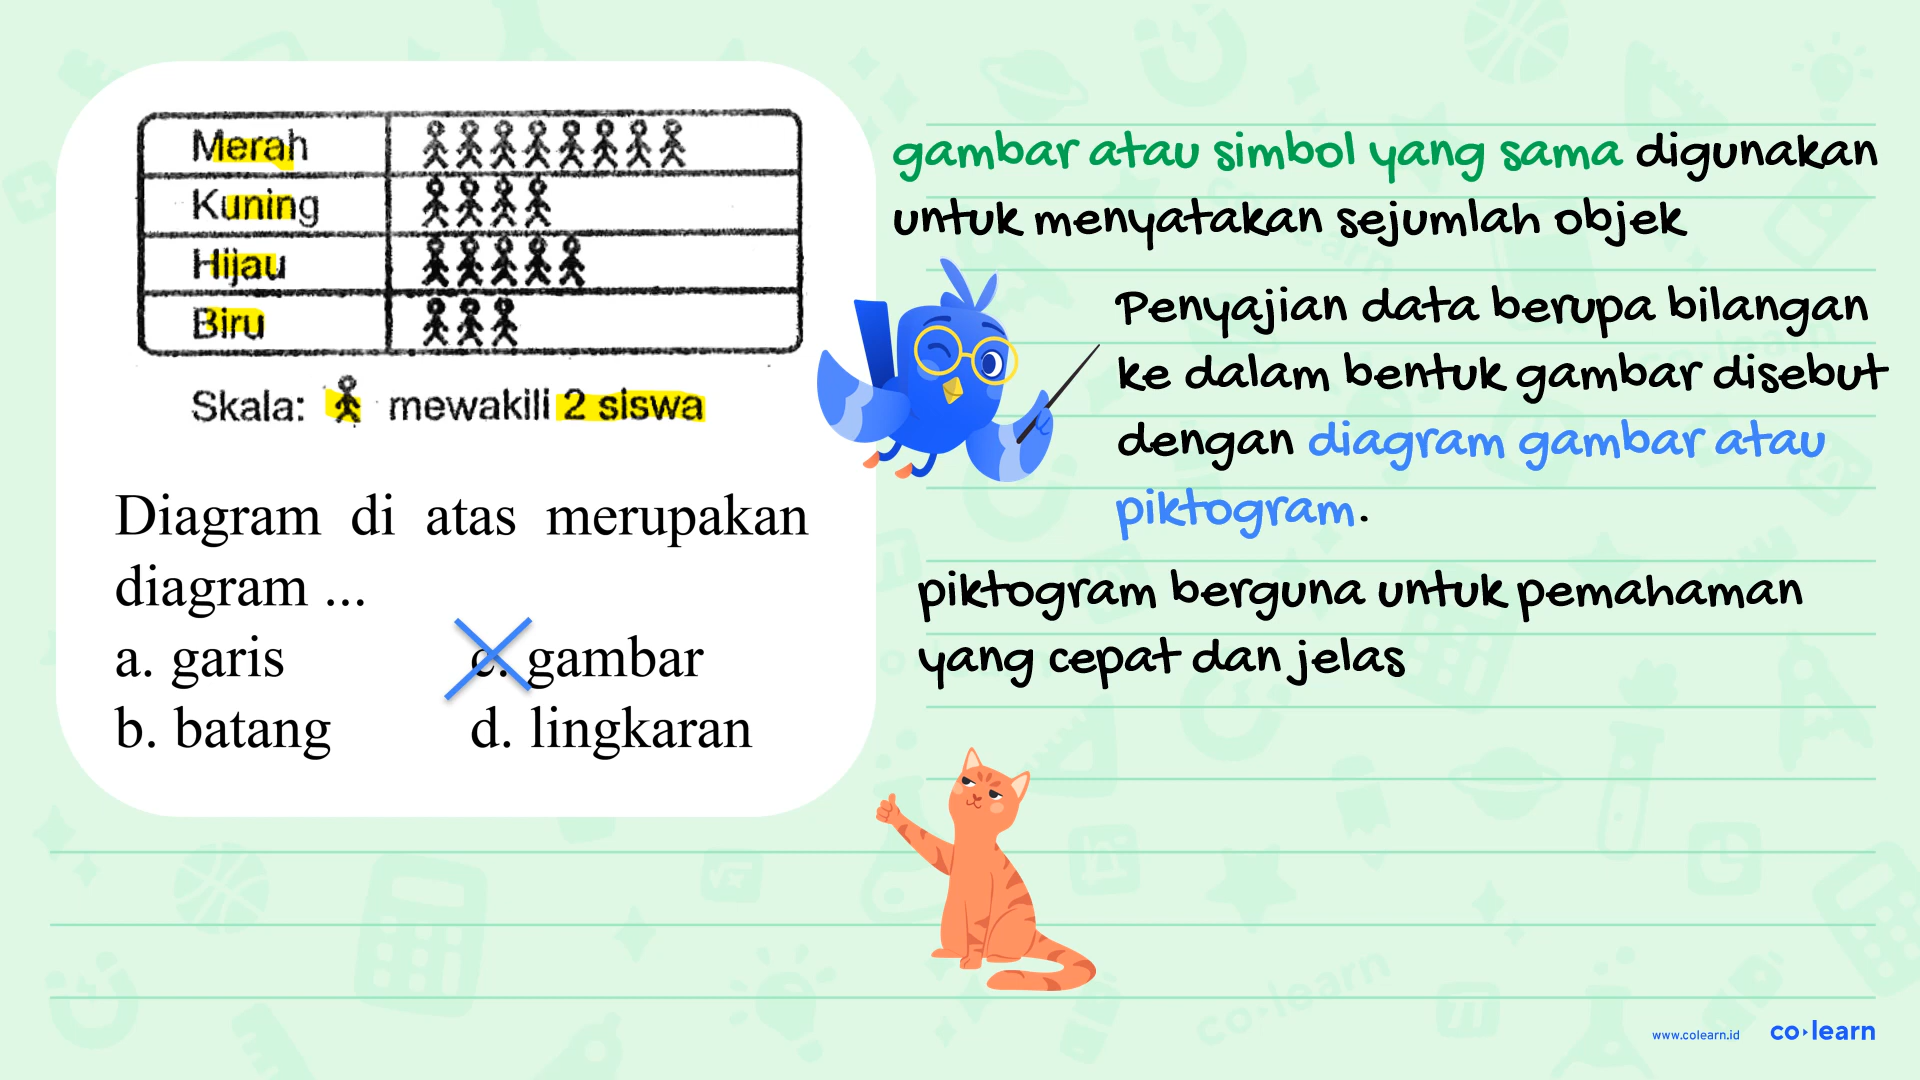 Merah
Kuning
Hijau
Biru
Skala: mewakili 2 siswa
Diagram di atas merupakan
diagram ...
a. garis
c. gambar
b. batang
d. lingkaran
gambar atau simbol yang sama digunakan
untuk menyatakan sejumlah objek
Penyajian data berupa bilangan
ke dalam bentuk gambar disebut
dengan diagram gambar atau
piktogram.
piktogram berguna untuk pemahaman
yang cepat dan jelas
www.colearn.id
co learn